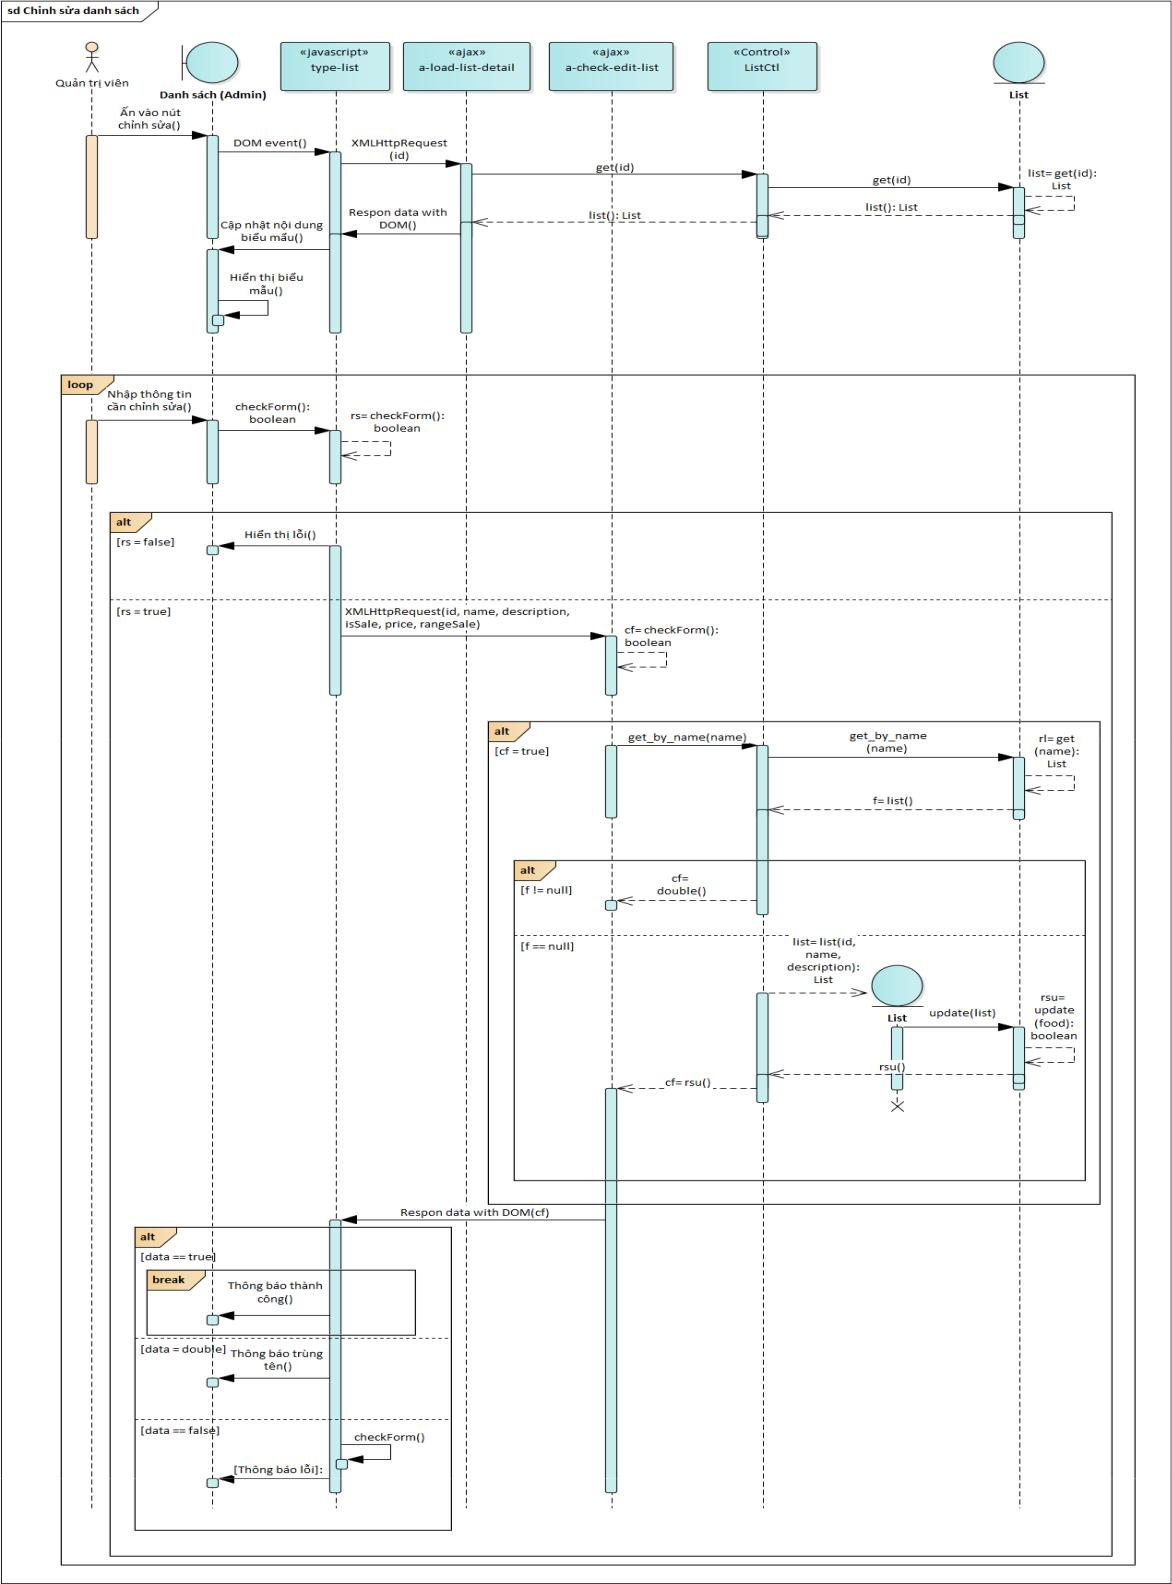 sd Chỉnh sửa danh sách
«javascript»
type-list
«ajax»
a-load-list-detail
«ajax»
a-check-edit-list
«Control»
ListCtl
Quản trị viên
Danh sách (Admin)
List
Ấn vào nút
chỉnh sửa()
DOM event()
XMLHttpRequest
(id)
get(id)
get(id)
list= get(id):
List
list(): List
list(): List
Respon data with
DOM()
Cập nhật nội dung
biểu mẫu()
Hiển thị biểu
mẫu()
loop
Nhập thông tin
cần chỉnh sửa()
checkForm():
boolean
rs= checkForm():
boolean
alt
[rs = false]
Hiển thị lỗi()
[rs = true]
XMLHttpRequest(id, name, description,
isSale, price, rangeSale)
cf= checkForm():
boolean
alt
[cf = true]
get_by_name(name)
get_by_name
(name)
rl= get
(name):
List
f= list()
alt
[f != null]
cf=
double()
[f == null]
list= list(id,
name,
description):
List
List
update(list)
rsu=
update
(food):
boolean
rsu()
cf= rsu()
Respon data with DOM(cf)
alt
[data == true]
break
Thông báo thành
công()
[data = double]
Thông báo trùng
tên()
[data == false]
checkForm()
[Thông báo lỗi]: